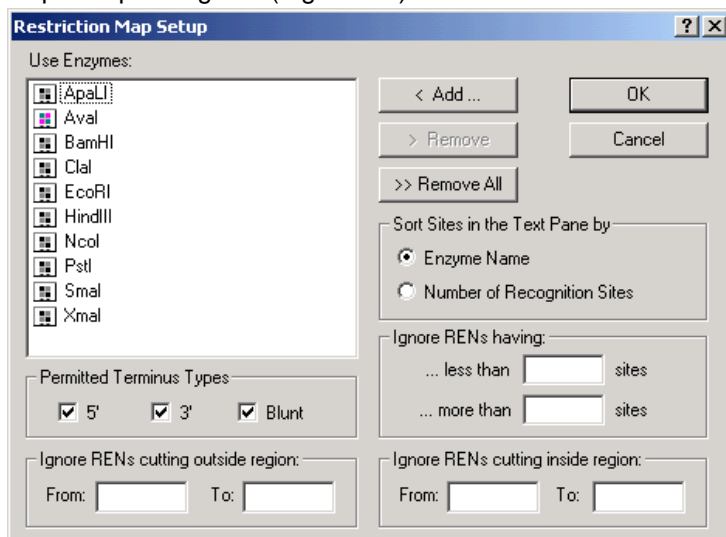 Restriction Map Setup
Use Enzymes:
ApaLI
AvaI
BamHI
ClaI
EcoRI
HindIII
NcoI
PstI
SmaI
XmaI
< Add ...
OK
> Remove
Cancel
>> Remove All
Sort Sites in the Text Pane by
Enzyme Name
Number of Recognition Sites
Ignore RENs having:
... less than sites
... more than sites
Permitted Terminus Types
5' 3' Blunt
Ignore RENs cutting outside region:
From: To:
Ignore RENs cutting inside region:
From: To: